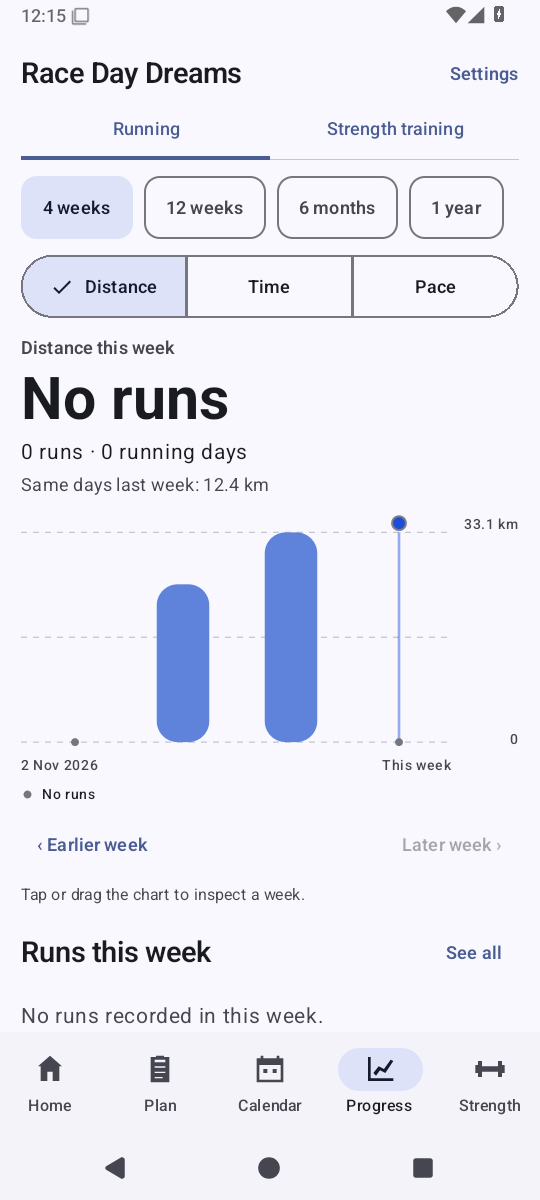 12:15
Race Day Dreams
Settings
Running
Strength training
4 weeks
12 weeks
6 months
1 year
Distance
Time
Pace
Distance this week
No runs
0 runs · 0 running days
Same days last week: 12.4 km
33.1 km
0
2 Nov 2026
This week
No runs
‹ Earlier week
Later week ›
Tap or drag the chart to inspect a week.
Runs this week
See all
No runs recorded in this week.
Home
Plan
Calendar
Progress
Strength